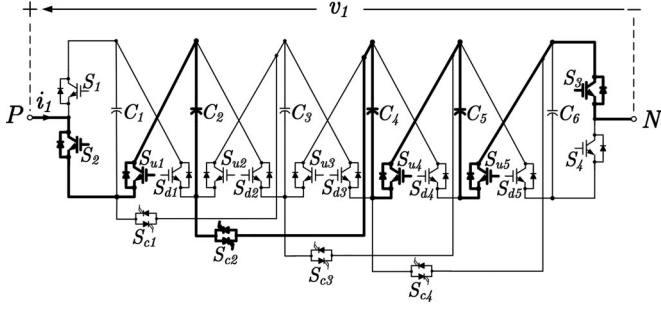 + v1 −
S1 S3
P i1 C1 C2 C3 C4 C5 C6 N
S2 Su1 Sd1 Su2 Sd2 Su3 Sd3 Su4 Sd4 Su5 Sd5 S4
Sc1
Sc2
Sc3
Sc4